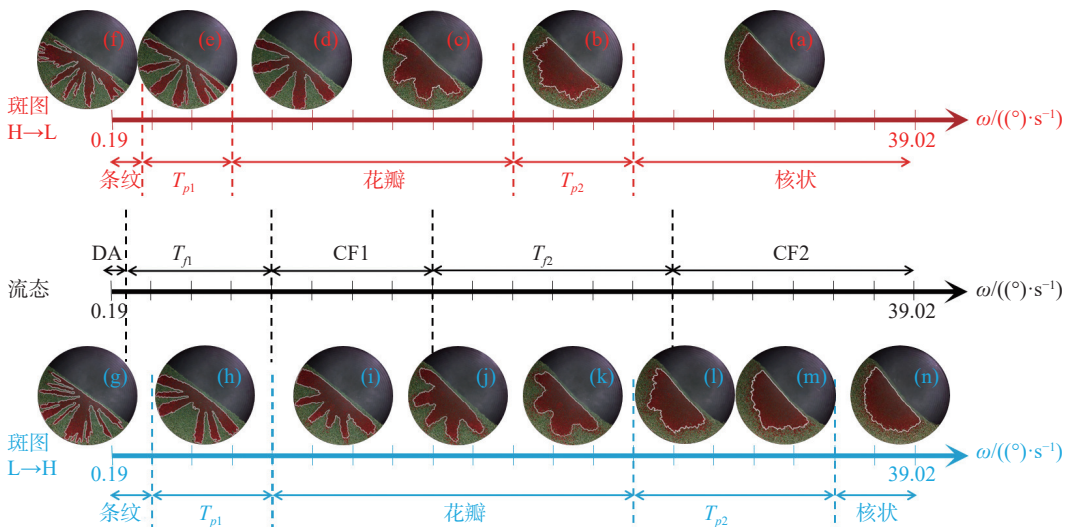 (f) (e) (d) (c) (b) (a)
斑图
H→L
ω/((°)·s⁻¹)
0.19 39.02
条纹 Tₚ₁ 花瓣 Tₚ₂ 核状
DA T_f1 CF1 T_f2 CF2
流态 ω/((°)·s⁻¹)
0.19 39.02
(g) (h) (i) (j) (k) (l) (m) (n)
斑图
L→H
ω/((°)·s⁻¹)
0.19 39.02
条纹 Tₚ₁ 花瓣 Tₚ₂ 核状